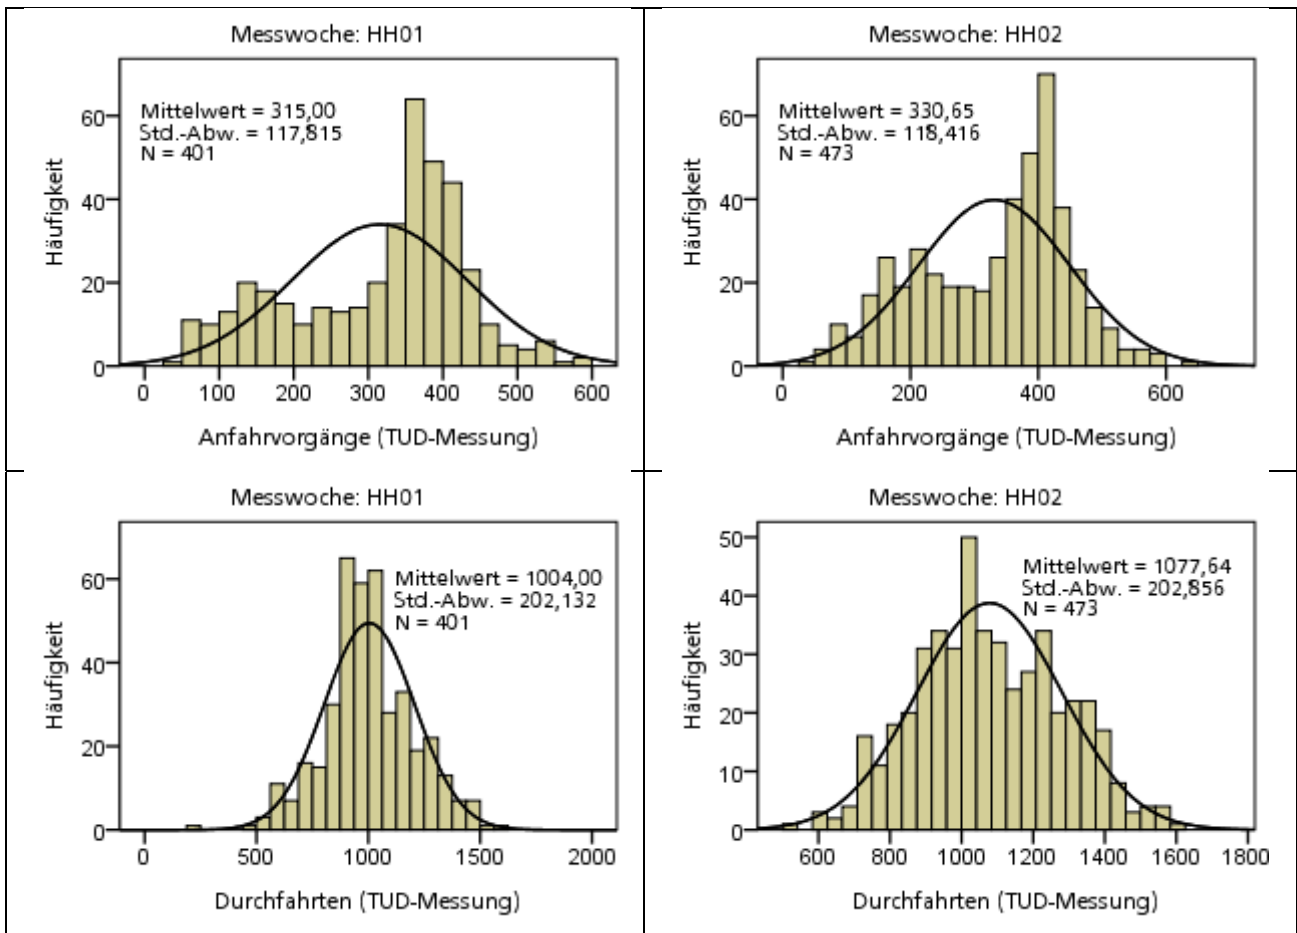 Messwoche: HH01
Mittelwert = 315,00
Std.-Abw. = 117,815
N = 401
Häufigkeit
60
40
20
0
0 100 200 300 400 500 600
Anfahrvorgänge (TUD-Messung)
Messwoche: HH02
Mittelwert = 330,65
Std.-Abw. = 118,416
N = 473
Häufigkeit
60
40
20
0
0 200 400 600
Anfahrvorgänge (TUD-Messung)
Messwoche: HH01
Mittelwert = 1004,00
Std.-Abw. = 202,132
N = 401
Häufigkeit
60
40
20
0
0 500 1000 1500 2000
Durchfahrten (TUD-Messung)
Messwoche: HH02
Mittelwert = 1077,64
Std.-Abw. = 202,856
N = 473
Häufigkeit
50
40
30
20
10
0
600 800 1000 1200 1400 1600 1800
Durchfahrten (TUD-Messung)